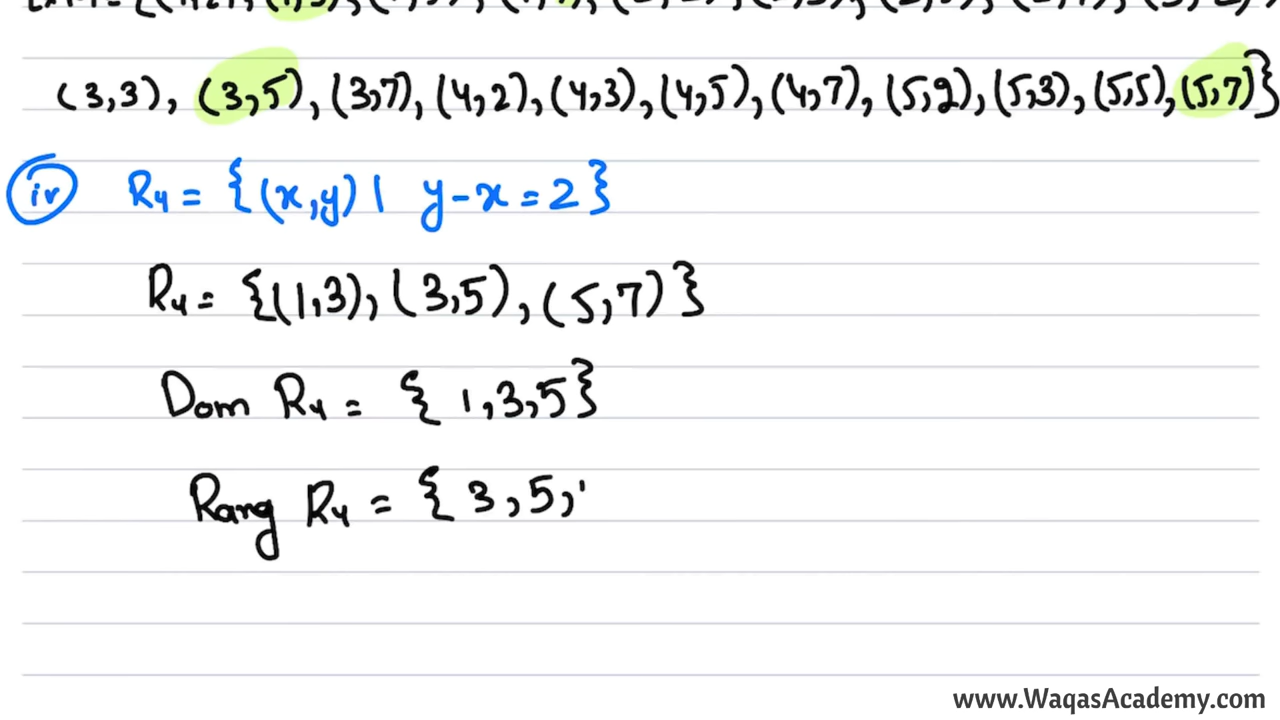 (3,3), (3,5), (3,7), (4,2), (4,3), (4,5), (4,7), (5,2), (5,3), (5,5), (5,7)}
iv R₄ = {(x,y) | y-x=2}
R₄ = {(1,3), (3,5), (5,7)}
Dom R₄ = { 1,3,5}
Rang R₄ = { 3,5,
www.WaqasAcademy.com